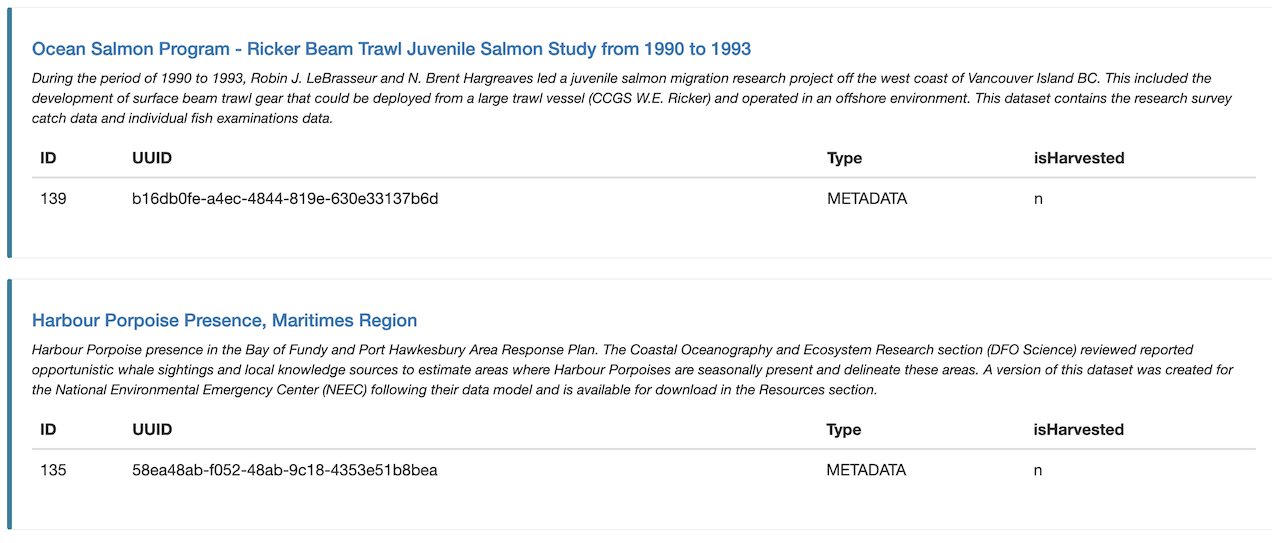 Ocean Salmon Program - Ricker Beam Trawl Juvenile Salmon Study from 1990 to 1993
During the period of 1990 to 1993, Robin J. LeBrasseur and N. Brent Hargreaves led a juvenile salmon migration research project off the west coast of Vancouver Island BC. This included the
development of surface beam trawl gear that could be deployed from a large trawl vessel (CCGS W.E. Ricker) and operated in an offshore environment. This dataset contains the research survey
catch data and individual fish examinations data.
ID UUID Type isHarvested
139 b16db0fe-a4ec-4844-819e-630e33137b6d METADATA n
Harbour Porpoise Presence, Maritimes Region
Harbour Porpoise presence in the Bay of Fundy and Port Hawkesbury Area Response Plan. The Coastal Oceanography and Ecosystem Research section (DFO Science) reviewed reported
opportunistic whale sightings and local knowledge sources to estimate areas where Harbour Porpoises are seasonally present and delineate these areas. A version of this dataset was created for
the National Environmental Emergency Center (NEEC) following their data model and is available for download in the Resources section.
ID UUID Type isHarvested
135 58ea48ab-f052-48ab-9c18-4353e51b8bea METADATA n